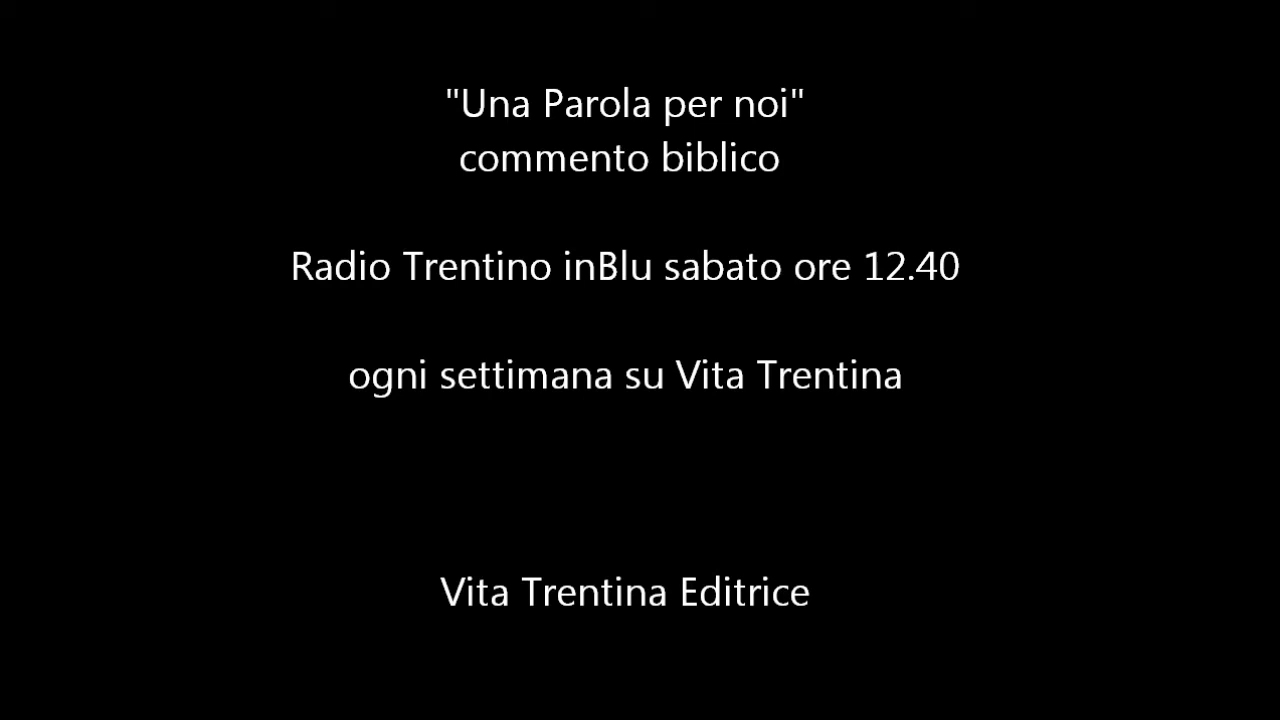 "Una Parola per noi"
commento biblico
Radio Trentino inBlu sabato ore 12.40
ogni settimana su Vita Trentina
Vita Trentina Editrice